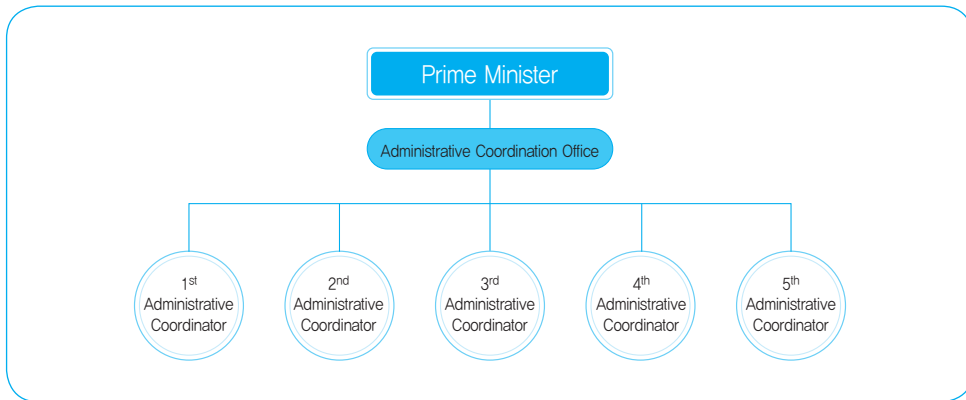 Prime Minister
Administrative Coordination Office
1st
Administrative
Coordinator
2nd
Administrative
Coordinator
3rd
Administrative
Coordinator
4th
Administrative
Coordinator
5th
Administrative
Coordinator